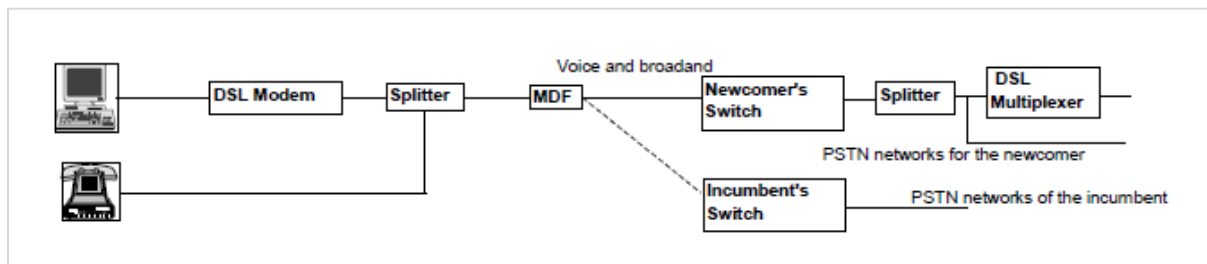 Voice and broadand
DSL Modem
Splitter
MDF
Newcomer's
Switch
Splitter
DSL
Multiplexer
PSTN networks for the newcomer
Incumbent's
Switch
PSTN networks of the incumbent